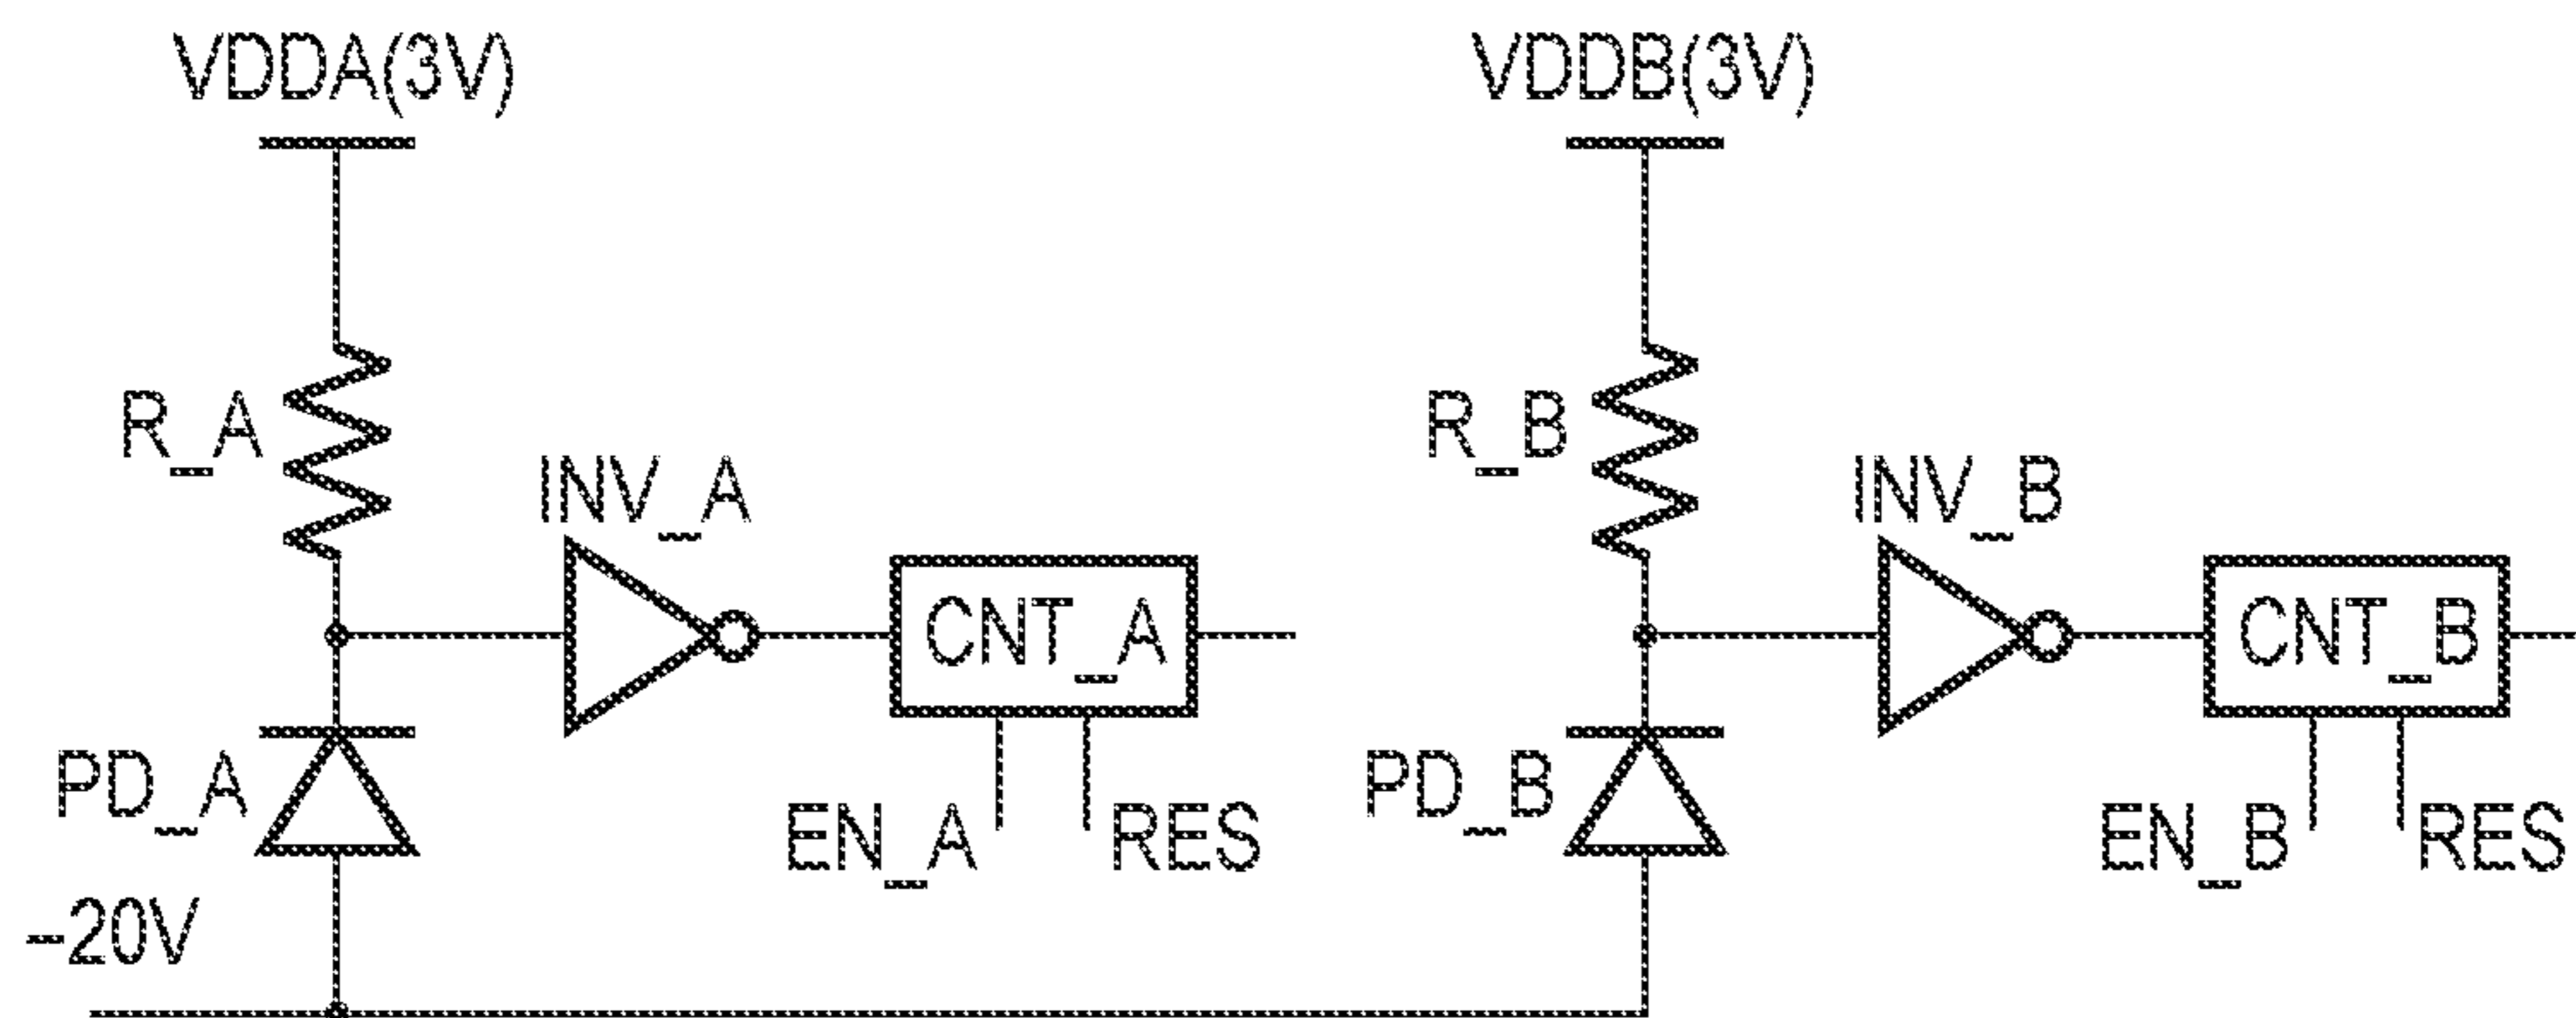 VDDA(3V)
VDDB(3V)
R_A
R_B
INV_A
INV_B
CNT_A
CNT_B
PD_A
PD_B
EN_A
RES
EN_B
RES
-20V